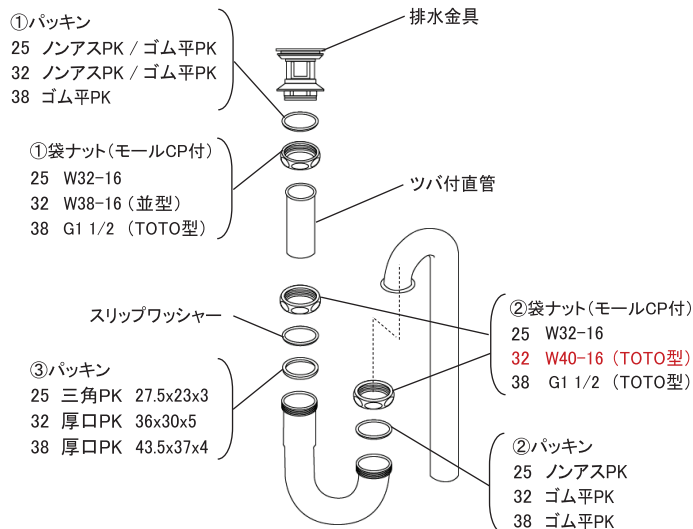 ①パッキン
25 ノンアスPK / ゴム平PK
32 ノンアスPK / ゴム平PK
38 ゴム平PK
排水金具
①袋ナット(モールCP付)
25 W32-16
32 W38-16 (並型)
38 G1 1/2 (TOTO型)
ツバ付直管
スリップワッシャー
②袋ナット(モールCP付)
25 W32-16
32 W40-16 (TOTO型)
38 G1 1/2 (TOTO型)
③パッキン
25 三角PK 27.5x23x3
32 厚口PK 36x30x5
38 厚口PK 43.5x37x4
②パッキン
25 ノンアスPK
32 ゴム平PK
38 ゴム平PK